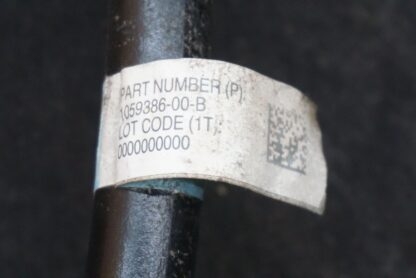 PART NUMBER (P):
1059386-00-B
LOT CODE (1T):
0000000000